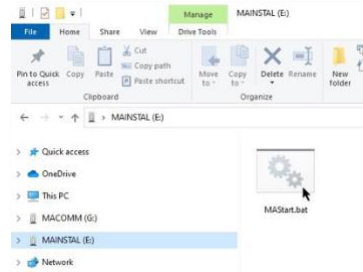 Manage MAINSTAL (E:)
File Home Share View Drive Tools
Pin to Quick access
Copy
Paste
Cut
Copy path
Paste shortcut
Move to
Copy to
Delete
Rename
New folder
Clipboard Organize
MAINSTAL (E:)
Quick access
OneDrive
This PC
MACOMM (G:)
MAINSTAL (E:)
Network
MAStart.bat